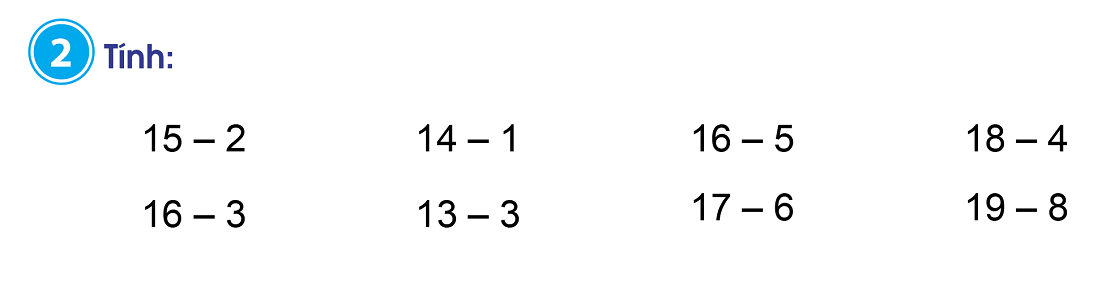 2 Tính:
15 – 2 14 – 1 16 – 5 18 – 4
16 – 3 13 – 3 17 – 6 19 – 8